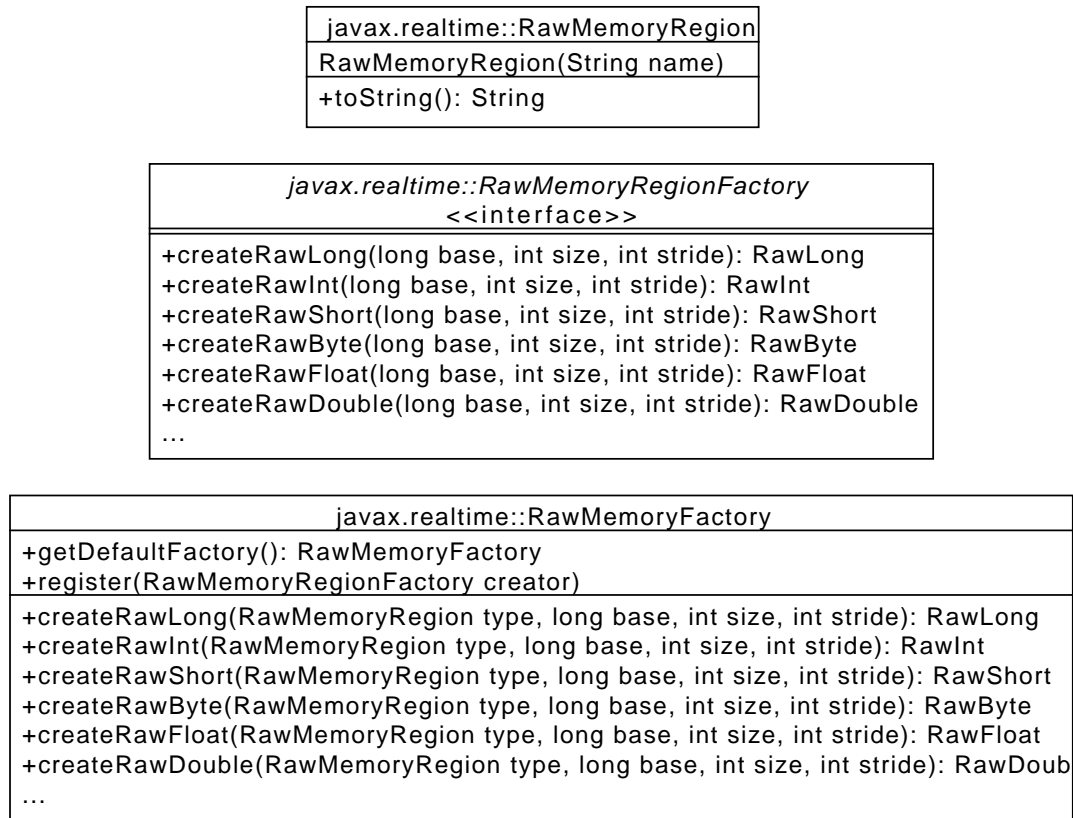 javax.realtime::RawMemoryRegion
RawMemoryRegion(String name)
+toString(): String
javax.realtime::RawMemoryRegionFactory
<<interface>>
+createRawLong(long base, int size, int stride): RawLong
+createRawInt(long base, int size, int stride): RawInt
+createRawShort(long base, int size, int stride): RawShort
+createRawByte(long base, int size, int stride): RawByte
+createRawFloat(long base, int size, int stride): RawFloat
+createRawDouble(long base, int size, int stride): RawDouble
...
javax.realtime::RawMemoryFactory
+getDefaultFactory(): RawMemoryFactory
+register(RawMemoryRegionFactory creator)
+createRawLong(RawMemoryRegion type, long base, int size, int stride): RawLong
+createRawInt(RawMemoryRegion type, long base, int size, int stride): RawInt
+createRawShort(RawMemoryRegion type, long base, int size, int stride): RawShort
+createRawByte(RawMemoryRegion type, long base, int size, int stride): RawByte
+createRawFloat(RawMemoryRegion type, long base, int size, int stride): RawFloat
+createRawDouble(RawMemoryRegion type, long base, int size, int stride): RawDoub
...